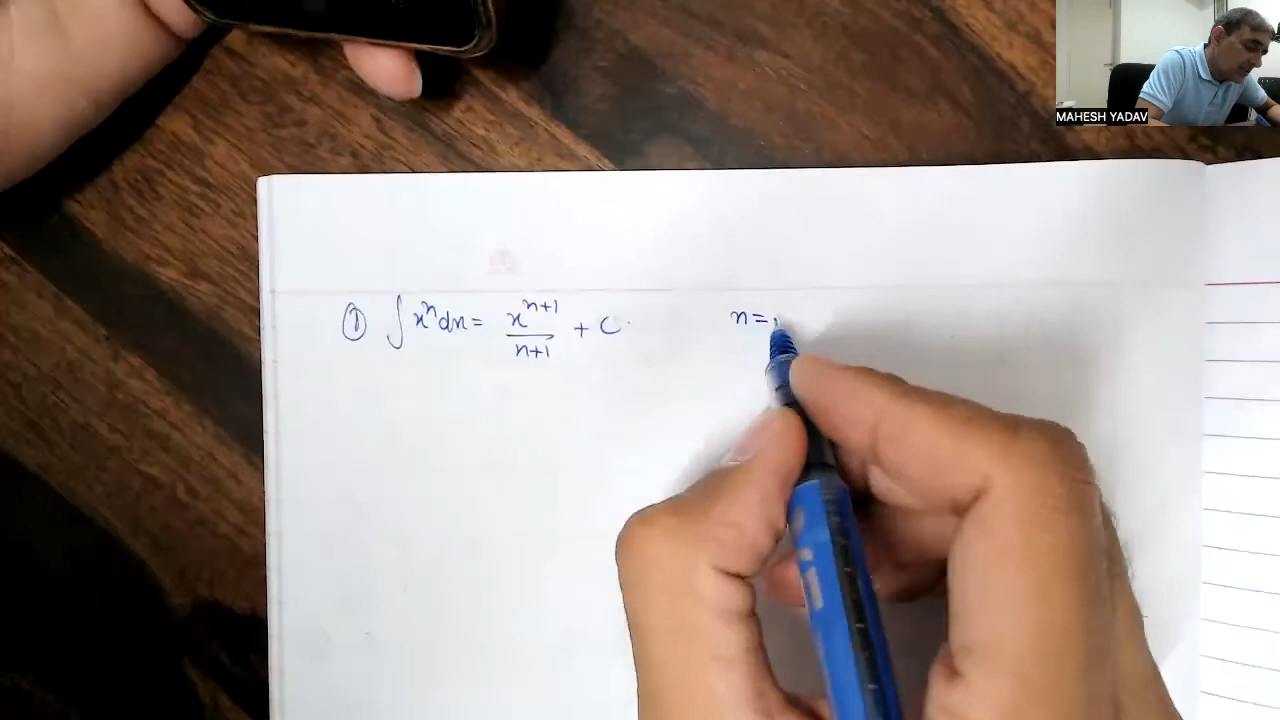 MAHESH YADAV
① ∫xⁿdx = xⁿ⁺¹/n+1 + C. n=